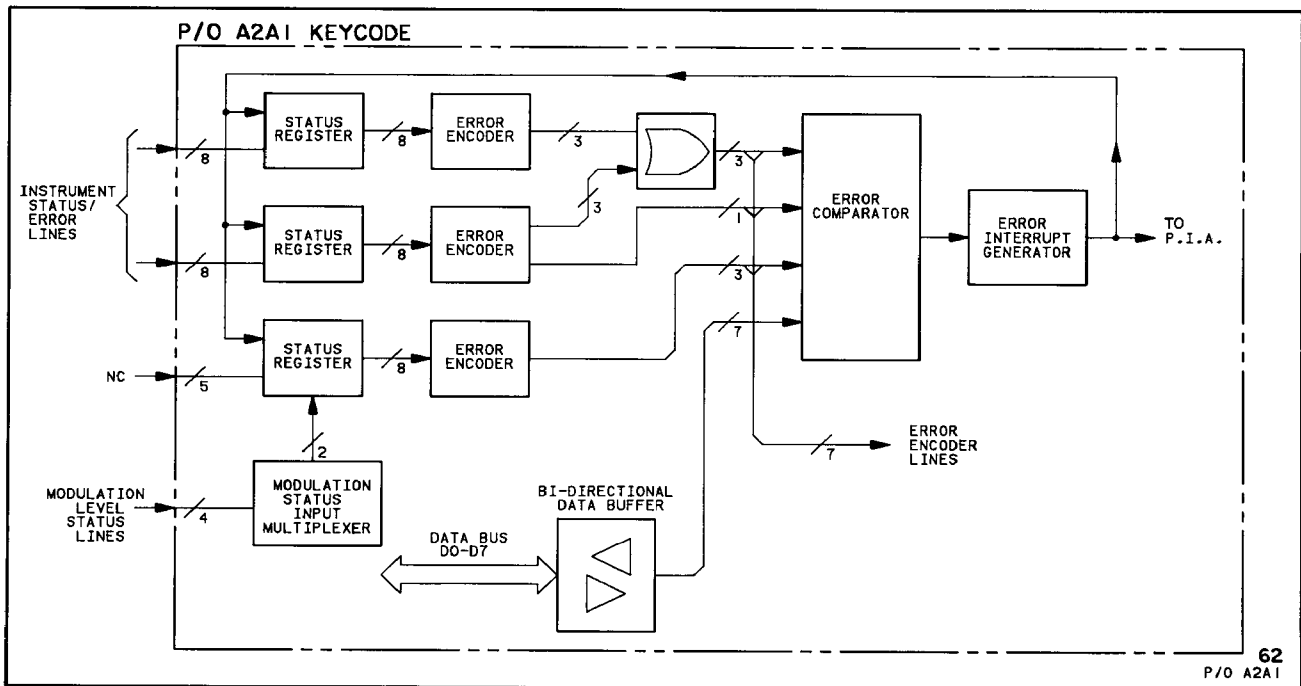 P/O A2A1 KEYCODE
STATUS
REGISTER
8
ERROR
ENCODER
3
3
8
INSTRUMENT
STATUS/
ERROR
LINES
3
STATUS
REGISTER
8
ERROR
ENCODER
1
ERROR
COMPARATOR
ERROR
INTERRUPT
GENERATOR
TO
P.I.A.
8
3
STATUS
REGISTER
8
ERROR
ENCODER
7
NC
5
2
ERROR
ENCODER
LINES
7
MODULATION
LEVEL
STATUS
LINES
4
MODULATION
STATUS
INPUT
MULTIPLEXER
BI-DIRECTIONAL
DATA BUFFER
DATA BUS
D0-D7
62
P/O A2A1